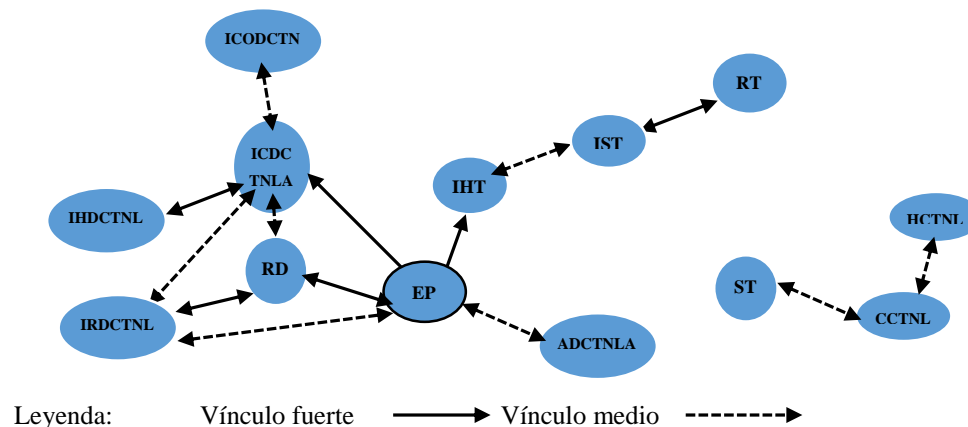 ICODCTN
RT
IST
ICDC
TNLA
IHT
IHDCTNL
HCTNL
RD
EP
ST
IRDCTNL
CCTNL
ADCTNLA
Leyenda: Vínculo fuerte Vínculo medio